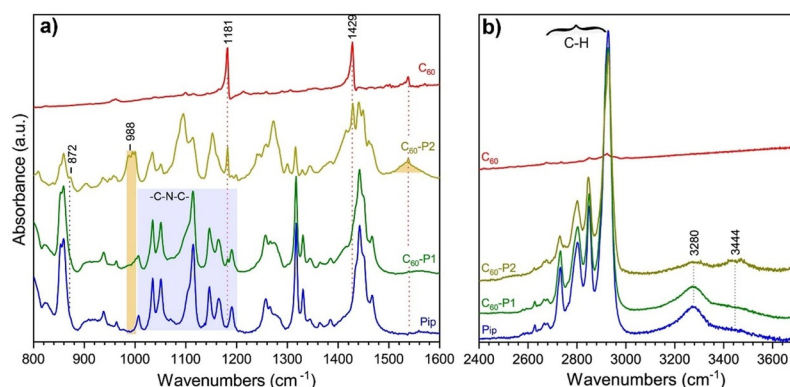 a)
1181
1429
C60
872
988
C60-P2
-C-N-C-
C60-P1
Pip
Absorbance (a.u.)
800 900 1000 1100 1200 1300 1400 1500 1600
Wavenumbers (cm-1)
b)
C-H
C60
3280
3444
C60-P2
C60-P1
Pip
2400 2600 2800 3000 3200 3400 3600
Wavenumbers (cm-1)